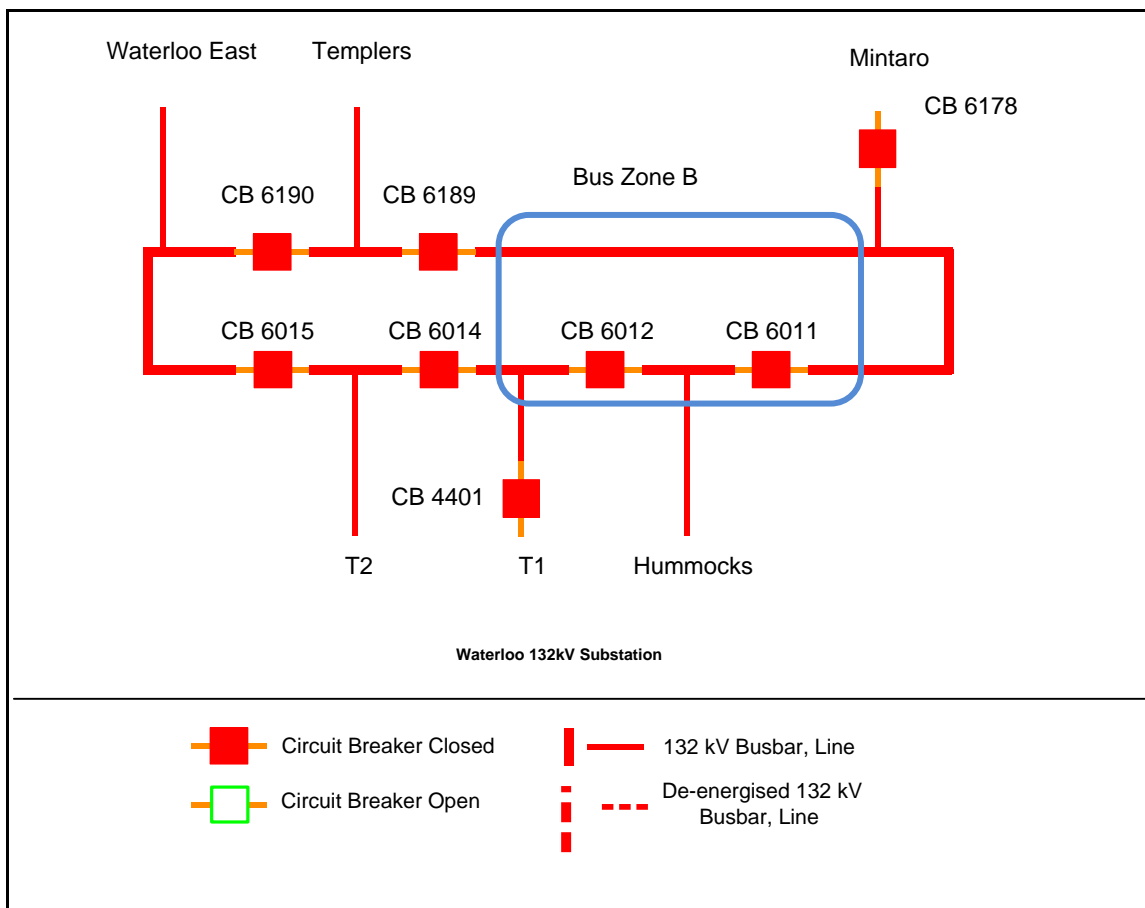 Waterloo East
Templers
Mintaro
CB 6178
Bus Zone B
CB 6190
CB 6189
CB 6015
CB 6014
CB 6012
CB 6011
CB 4401
T2
T1
Hummocks
Waterloo 132kV Substation
Circuit Breaker Closed
132 kV Busbar, Line
Circuit Breaker Open
De-energised 132 kV
Busbar, Line